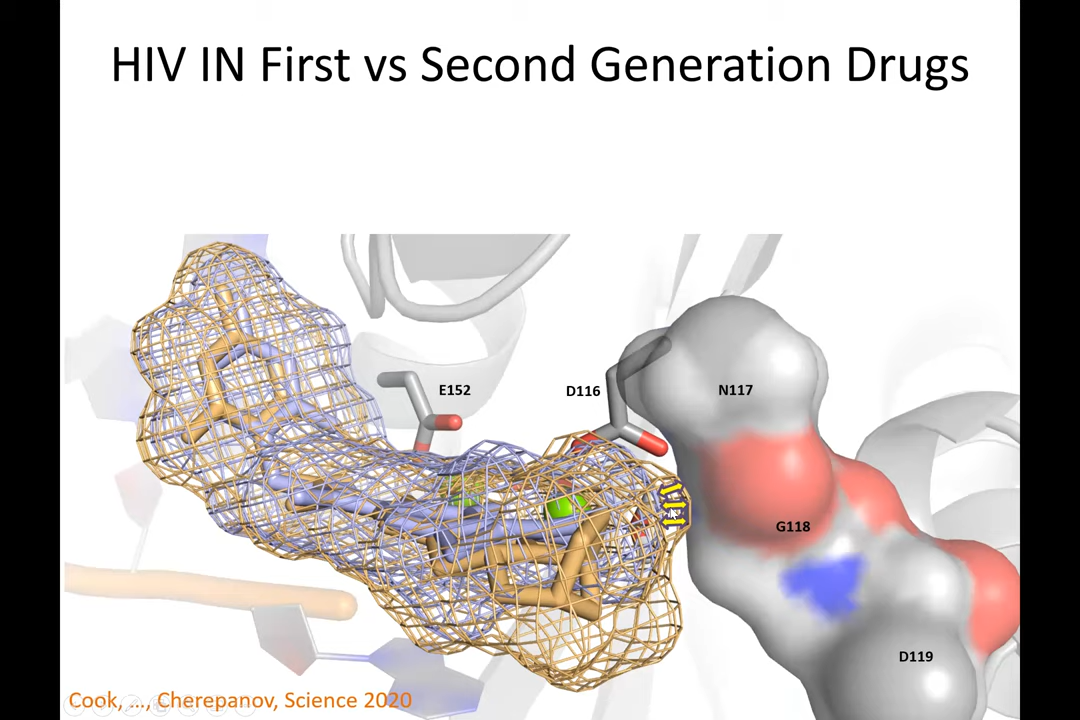 HIV IN First vs Second Generation Drugs
E152
D116
N117
G118
D119
Cook, ..., Cherepanov, Science 2020